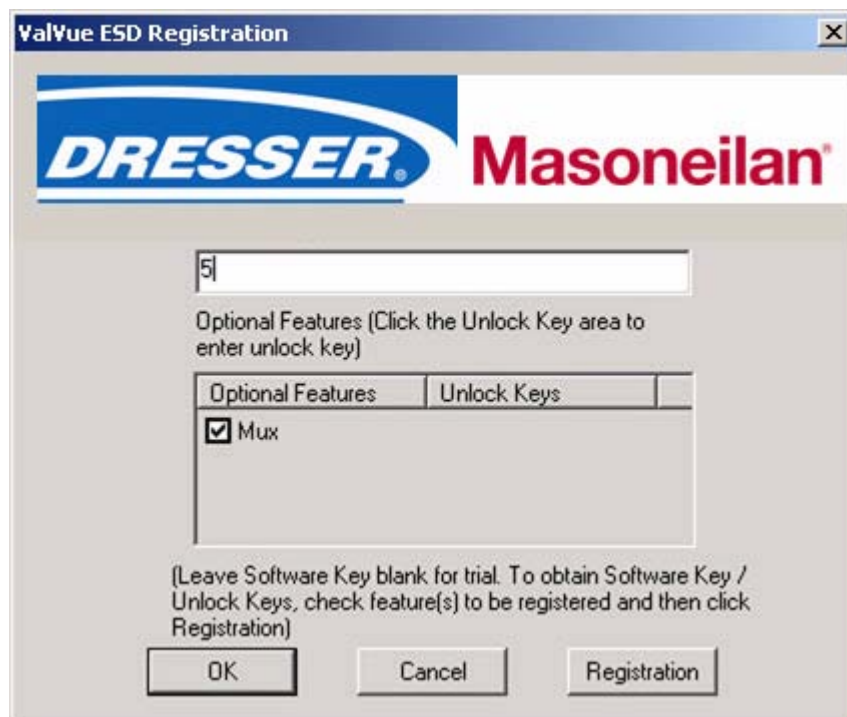 ValVue ESD Registration
DRESSER®
Masoneilan®
5
Optional Features (Click the Unlock Key area to
enter unlock key)
Optional Features Unlock Keys
Mux
(Leave Software Key blank for trial. To obtain Software Key /
Unlock Keys, check feature(s) to be registered and then click
Registration)
OK Cancel Registration